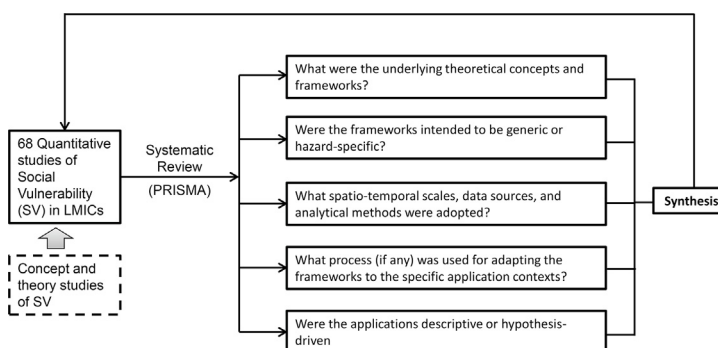 68 Quantitative
studies of
Social
Vulnerability
(SV) in LMICs
Concept and
theory studies
of SV
Systematic
Review
(PRISMA)
What were the underlying theoretical concepts and
frameworks?
Were the frameworks intended to be generic or
hazard-specific?
What spatio-temporal scales, data sources, and
analytical methods were adopted?
What process (if any) was used for adapting the
frameworks to the specific application contexts?
Were the applications descriptive or hypothesis-
driven
Synthesis